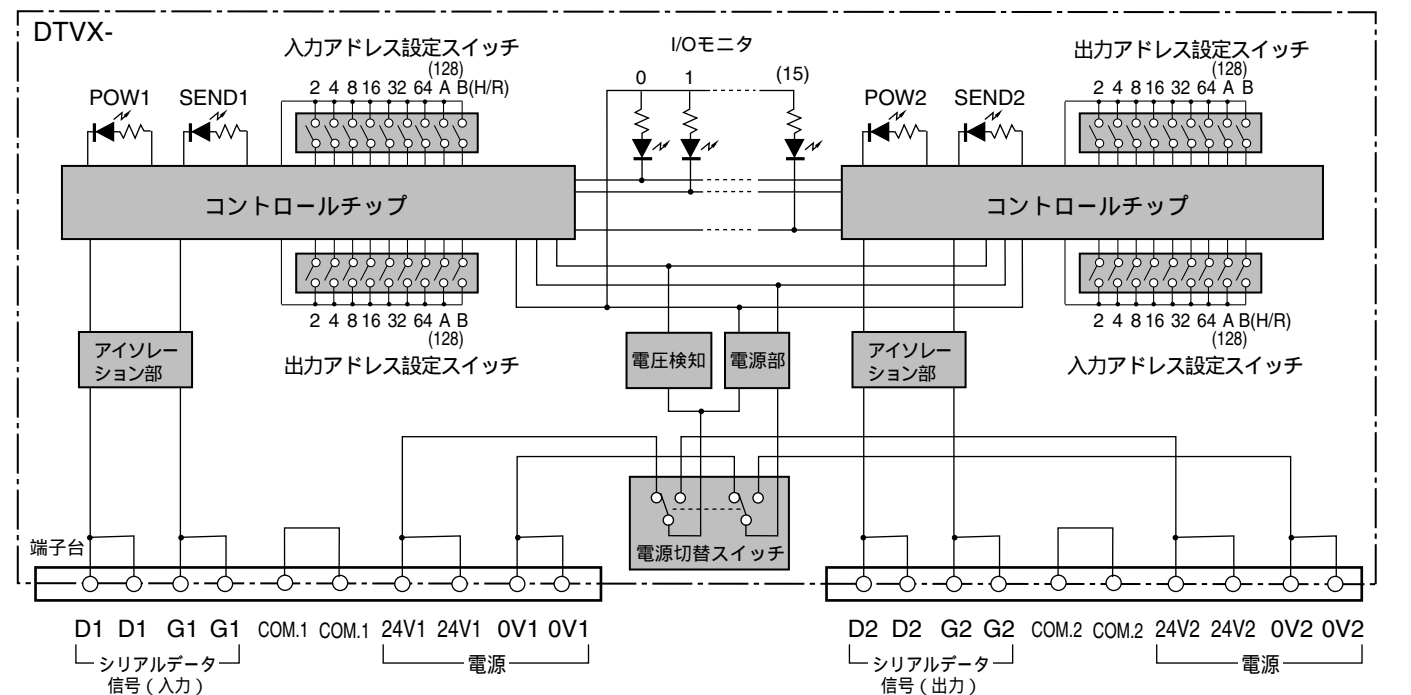 DTVX-
入力アドレス設定スイッチ
(128)
2 4 8 16 32 64 A B(H/R)
POW1 SEND1
I/Oモニタ
0 1 (15)
出力アドレス設定スイッチ
(128)
2 4 8 16 32 64 A B
POW2 SEND2
コントロールチップ
コントロールチップ
2 4 8 16 32 64 A B
(128)
出力アドレス設定スイッチ
2 4 8 16 32 64 A B(H/R)
(128)
入力アドレス設定スイッチ
アイソレー
ション部
電圧検知
電源部
アイソレー
ション部
電源切替スイッチ
端子台
D1 D1 G1 G1 COM.1 COM.1 24V1 24V1 0V1 0V1
シリアルデータ
信号(入力)
電源
D2 D2 G2 G2 COM.2 COM.2 24V2 24V2 0V2 0V2
シリアルデータ
信号(出力)
電源